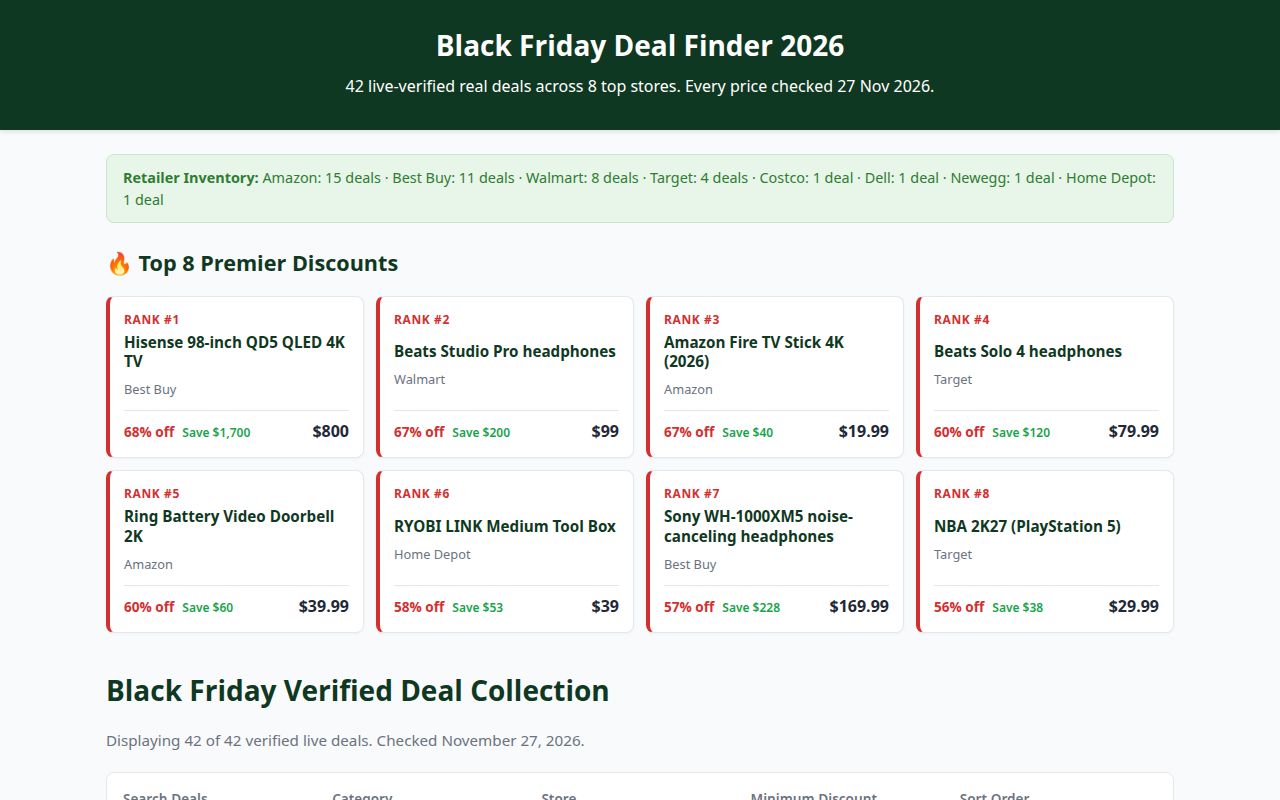 Black Friday Deal Finder 2026
42 live-verified real deals across 8 top stores. Every price checked 27 Nov 2026.
Retailer Inventory: Amazon: 15 deals · Best Buy: 11 deals · Walmart: 8 deals · Target: 4 deals · Costco: 1 deal · Dell: 1 deal · Newegg: 1 deal · Home Depot:
1 deal
🔥 Top 8 Premier Discounts
RANK #1
Hisense 98-inch QD5 QLED 4K
TV
Best Buy
68% off Save $1,700 $800
RANK #2
Beats Studio Pro headphones
Walmart
67% off Save $200 $99
RANK #3
Amazon Fire TV Stick 4K
(2026)
Amazon
67% off Save $40 $19.99
RANK #4
Beats Solo 4 headphones
Target
60% off Save $120 $79.99
RANK #5
Ring Battery Video Doorbell
2K
Amazon
60% off Save $60 $39.99
RANK #6
RYOBI LINK Medium Tool Box
Home Depot
58% off Save $53 $39
RANK #7
Sony WH-1000XM5 noise-
canceling headphones
Best Buy
57% off Save $228 $169.99
RANK #8
NBA 2K27 (PlayStation 5)
Target
56% off Save $38 $29.99
Black Friday Verified Deal Collection
Displaying 42 of 42 verified live deals. Checked November 27, 2026.
Search Deals Category Store Minimum Discount Sort Order